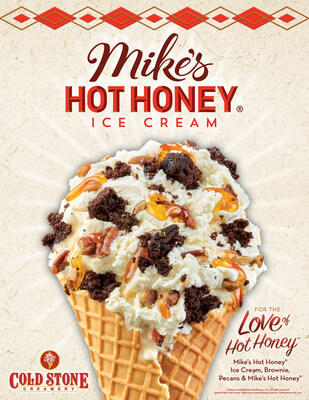 Mike's
HOT HONEY®
ICE CREAM
FOR THE
Love of
Hot Honey™
Mike's Hot Honey®
Ice Cream, Brownie,
Pecans & Mike's Hot Honey®
COLD STONE
CREAMERY